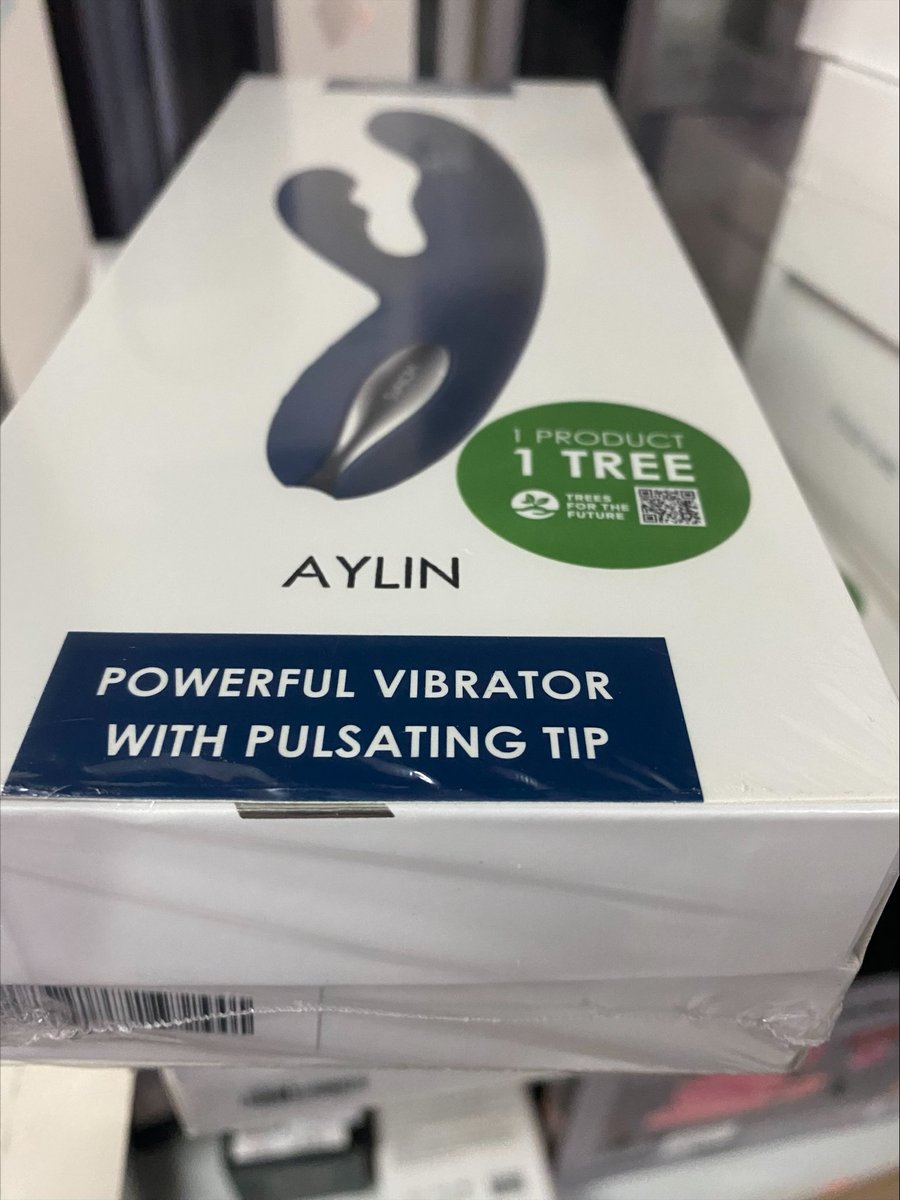 1 PRODUCT
1 TREE
TREES
FOR THE
FUTURE
AYLIN
POWERFUL VIBRATOR
WITH PULSATING TIP